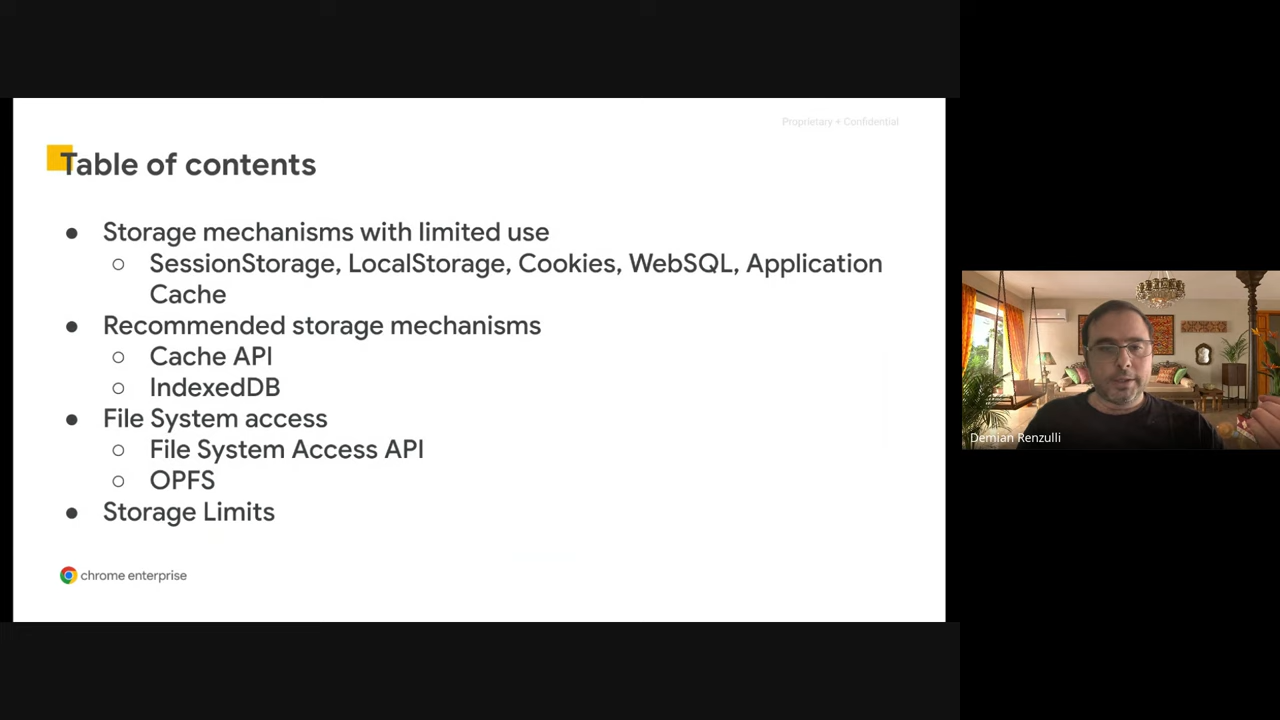 Proprietary + Confidential
Table of contents
● Storage mechanisms with limited use
○ SessionStorage, LocalStorage, Cookies, WebSQL, Application
Cache
● Recommended storage mechanisms
○ Cache API
○ IndexedDB
● File System access
○ File System Access API
○ OPFS
● Storage Limits
chrome enterprise
Demian Renzulli